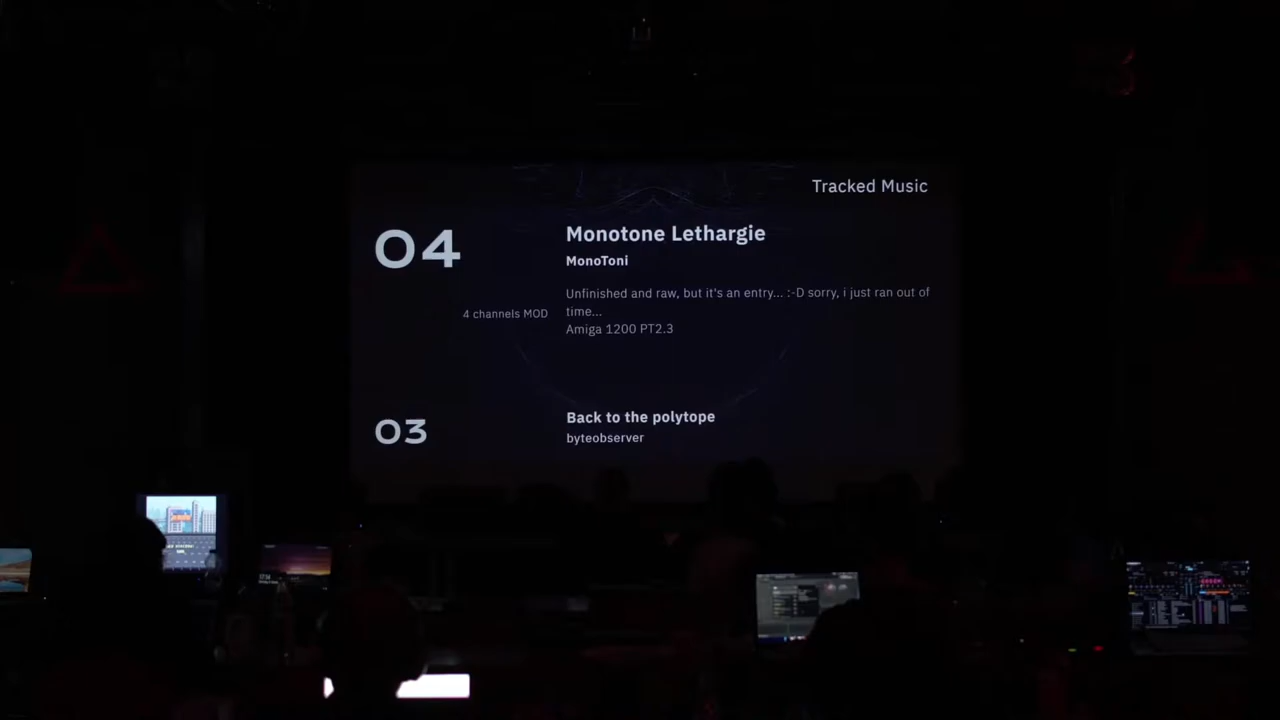 Tracked Music
04
Monotone Lethargie
MonoToni
Unfinished and raw, but it's an entry... :-D sorry, i just ran out of
time...
4 channels MOD
Amiga 1200 PT2.3
03
Back to the polytope
byteobserver